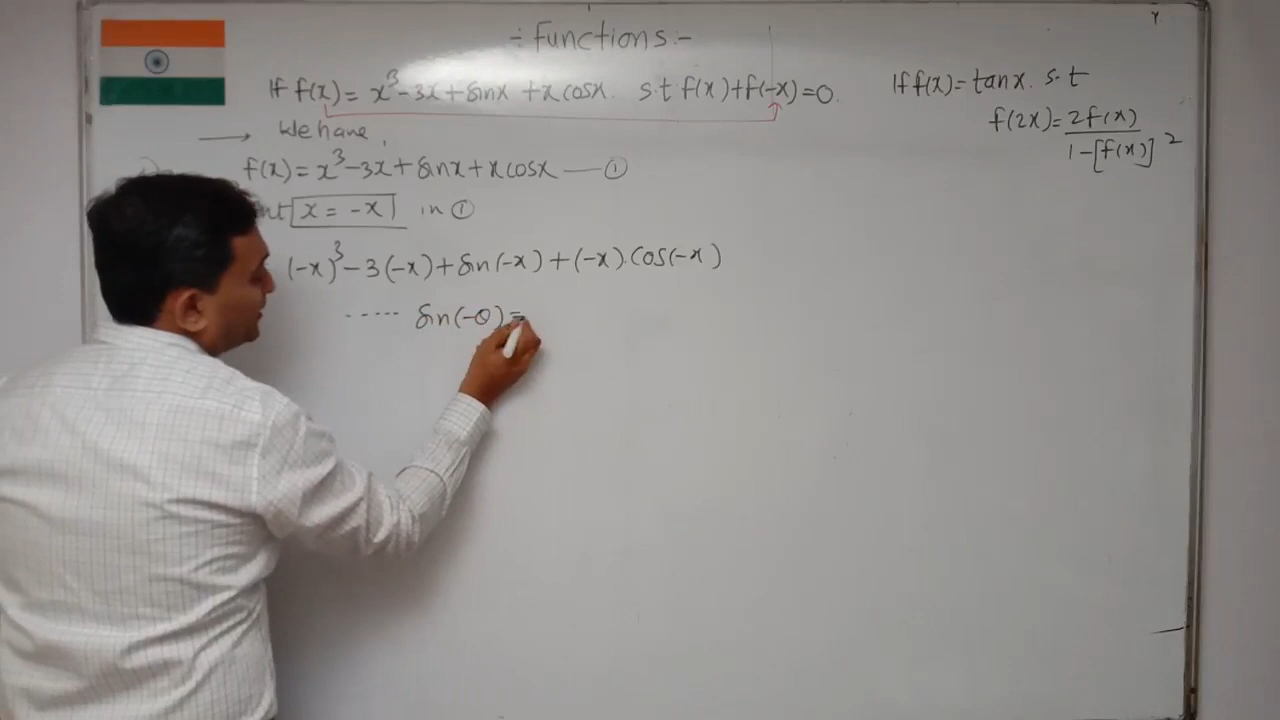 ÷ Functions :-
If f(x) = x³ - 3x + sinx + x cosx. s.t f(x) + f(-x) = 0.
→ We have,
f(x) = x³ - 3x + sinx + x cosx — ①
x = -x in ①
(-x)³ - 3(-x) + sin(-x) + (-x).cos(-x)
..... sin(-θ) =
If f(x) = tanx. s.t
f(2x) = 2f(x) / 1 - [f(x)]²